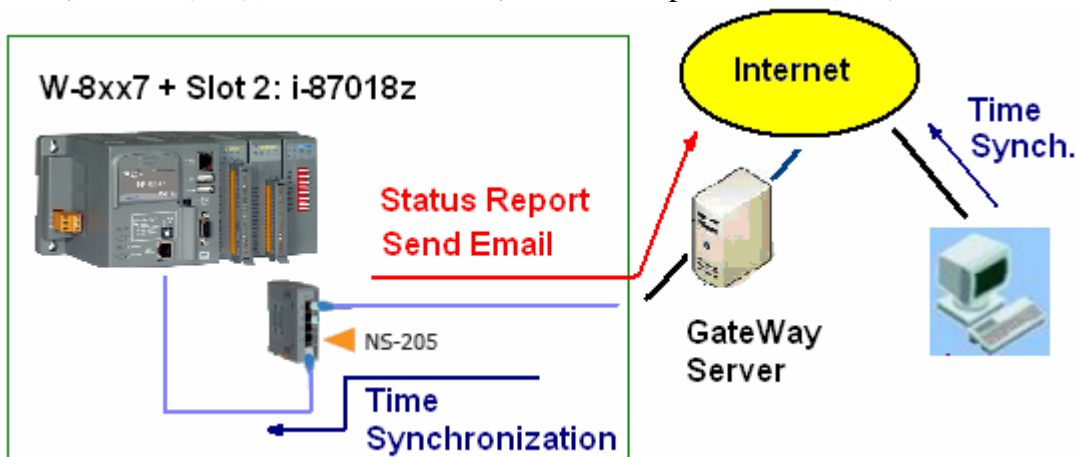 W-8xx7 + Slot 2: i-87018z
Internet
Time
Synch.
Status Report
Send Email
NS-205
GateWay
Server
Time
Synchronization